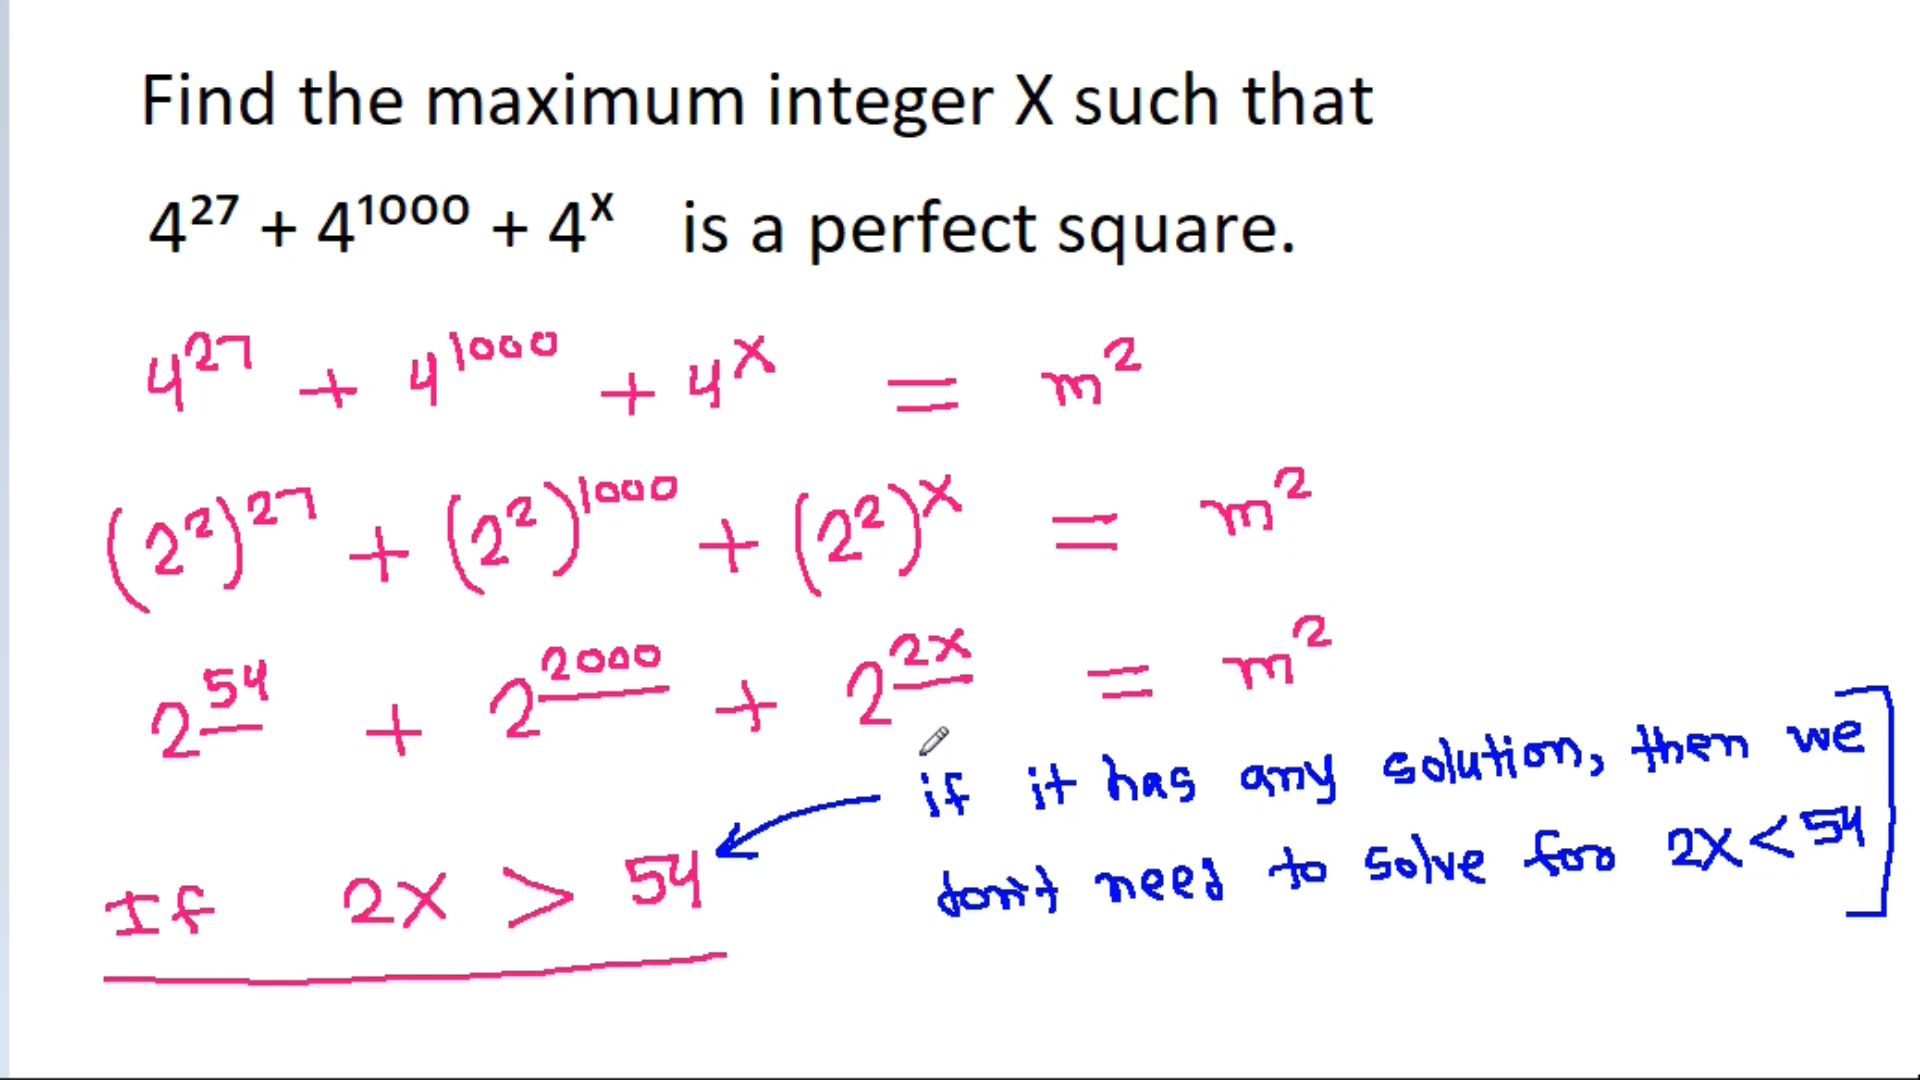 Find the maximum integer X such that
4²⁷ + 4¹⁰⁰⁰ + 4ˣ is a perfect square.
4²⁷ + 4¹⁰⁰⁰ + 4ˣ = m²
(2²)²⁷ + (2²)¹⁰⁰⁰ + (2²)ˣ = m²
2⁵⁴ + 2²⁰⁰⁰ + 2²ˣ = m²
if it has any solution, then we
don't need to solve for 2X < 54
If 2X > 54